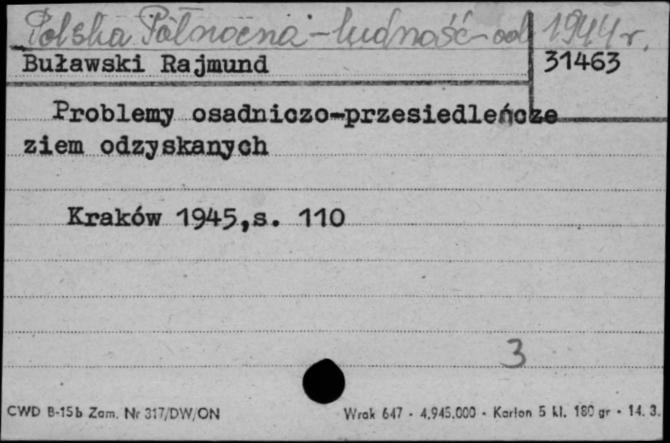 Polska Północna - ludność - od 1944 r.
Buławski Rajmund 31463
Problemy osadniczo-przesiedleńcze
ziem odzyskanych
Kraków 1945,s. 110
3
CWD B-15b Zam. Nr 317/DW/ON Wrak 647 - 4.945.000 - Karton 5 kl. 180 gr - 14. 3.